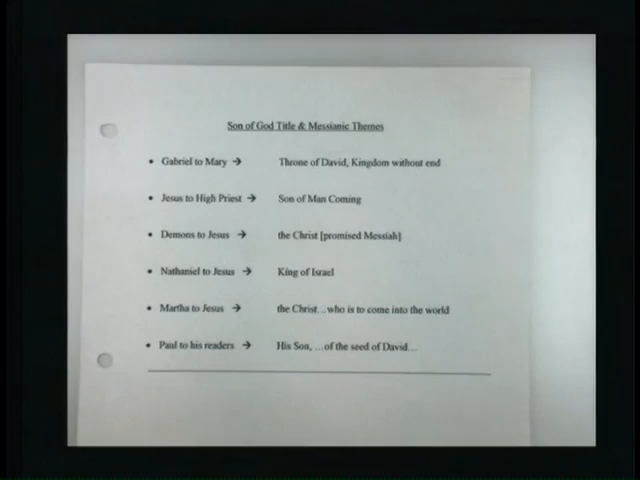 Son of God Title & Messianic Themes
• Gabriel to Mary → Throne of David, Kingdom without end
• Jesus to High Priest → Son of Man Coming
• Demons to Jesus → the Christ [promised Messiah]
• Nathaniel to Jesus → King of Israel
• Martha to Jesus → the Christ...who is to come into the world
• Paul to his readers → His Son, ...of the seed of David...